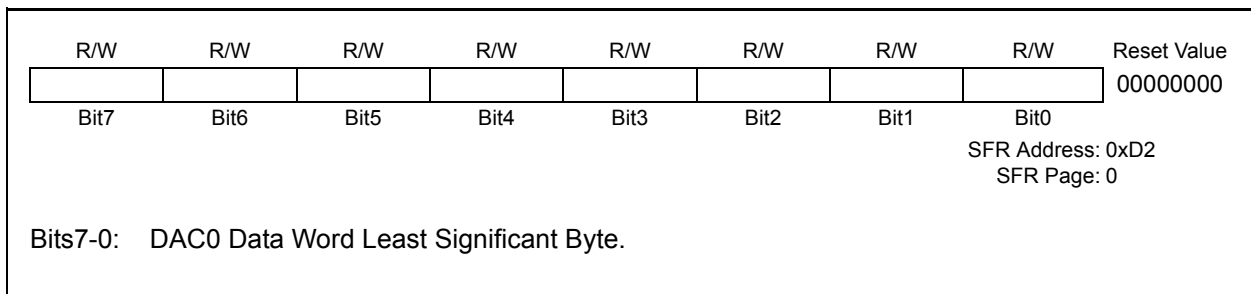 R/W R/W R/W R/W R/W R/W R/W R/W Reset Value
00000000
Bit7 Bit6 Bit5 Bit4 Bit3 Bit2 Bit1 Bit0
SFR Address: 0xD2
SFR Page: 0
Bits7-0: DAC0 Data Word Least Significant Byte.